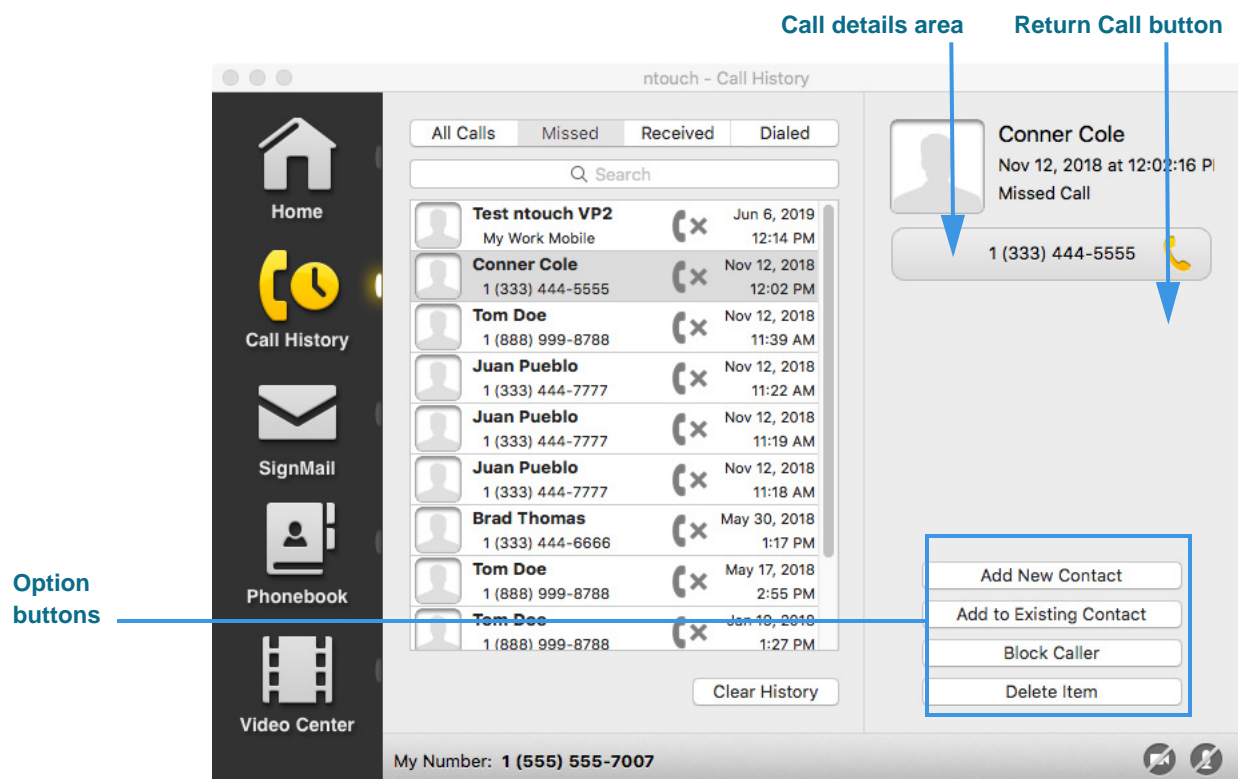 Call details area
Return Call button
ntouch - Call History
Home
Call History
SignMail
Phonebook
Video Center
All Calls
Missed
Received
Dialed
Search
Test ntouch VP2
Jun 6, 2019
My Work Mobile
12:14 PM
Conner Cole
Nov 12, 2018
1 (333) 444-5555
12:02 PM
Tom Doe
Nov 12, 2018
1 (888) 999-8788
11:39 AM
Juan Pueblo
Nov 12, 2018
1 (333) 444-7777
11:22 AM
Juan Pueblo
Nov 12, 2018
1 (333) 444-7777
11:19 AM
Juan Pueblo
Nov 12, 2018
1 (333) 444-7777
11:18 AM
Brad Thomas
May 30, 2018
1 (333) 444-6666
1:17 PM
Tom Doe
May 17, 2018
1 (888) 999-8788
2:55 PM
Tom Doe
Jan 2018
1 (888) 999-8788
1:27 PM
Clear History
Conner Cole
Nov 12, 2018 at 12:02:16 P
Missed Call
1 (333) 444-5555
Option
buttons
Add New Contact
Add to Existing Contact
Block Caller
Delete Item
My Number: 1 (555) 555-7007